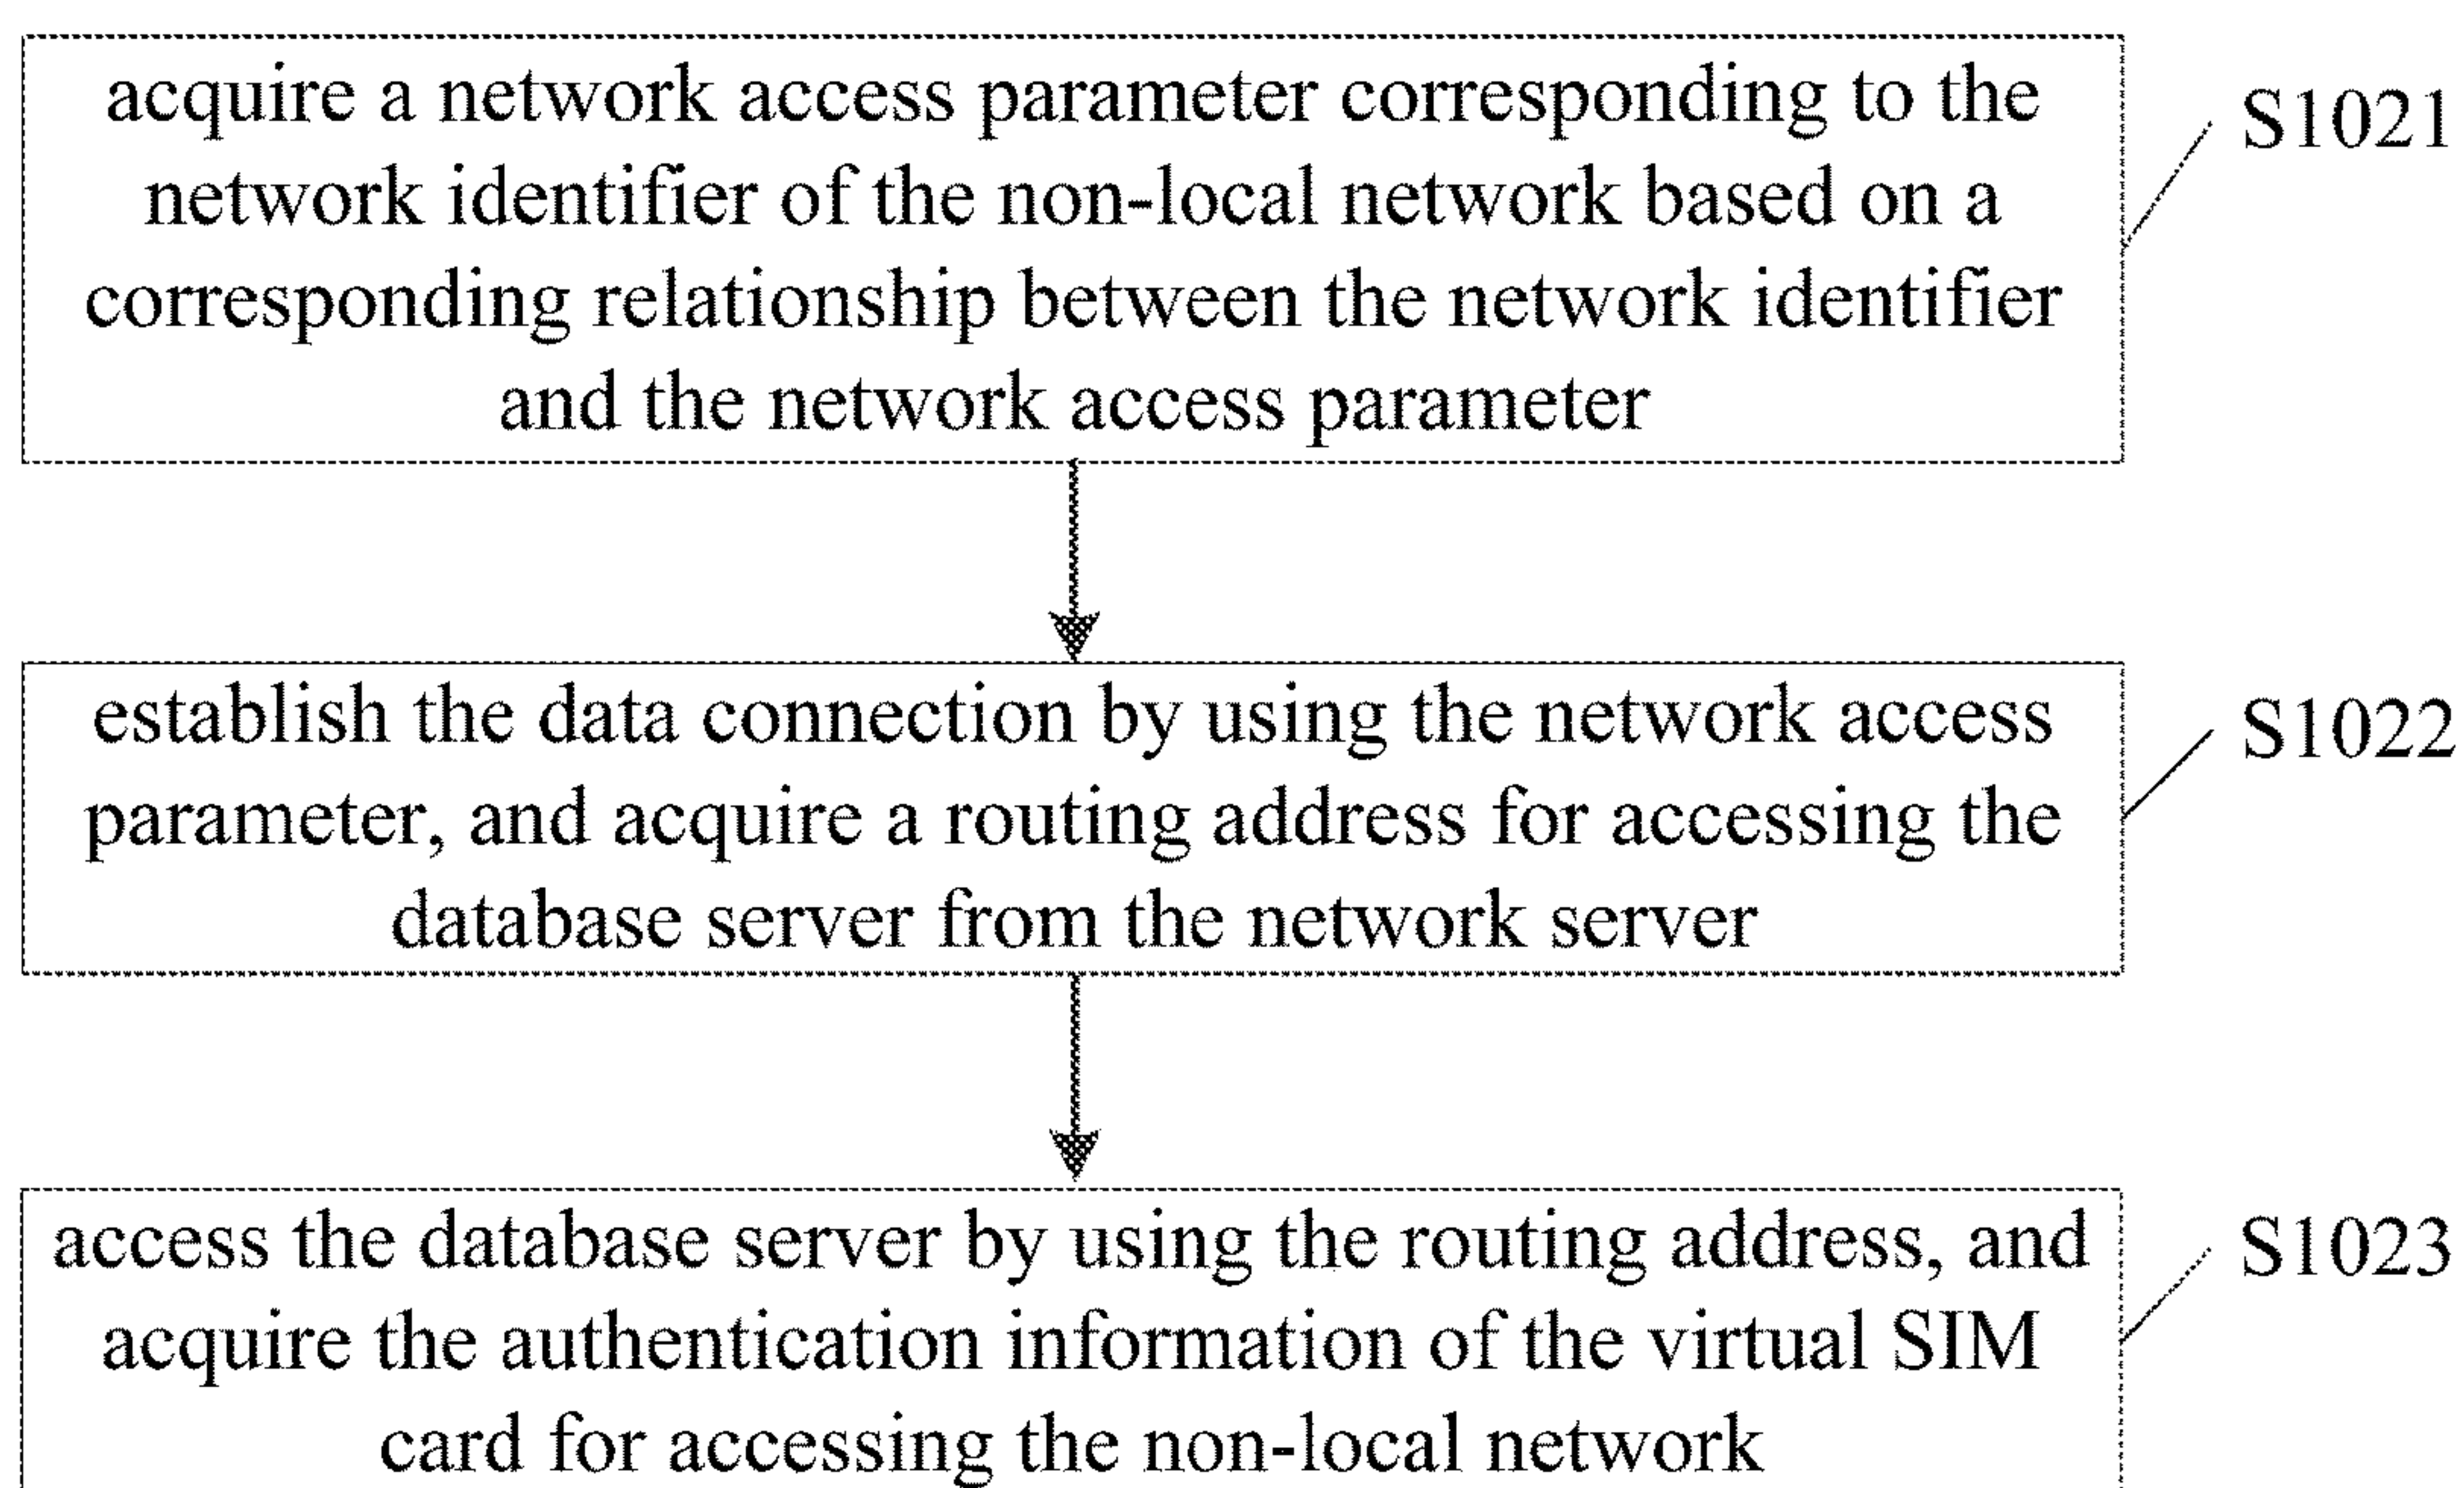 acquire a network access parameter corresponding to the
network identifier of the non-local network based on a
corresponding relationship between the network identifier
and the network access parameter
S1021
establish the data connection by using the network access
parameter, and acquire a routing address for accessing the
database server from the network server
S1022
access the database server by using the routing address, and
acquire the authentication information of the virtual SIM
card for accessing the non-local network
S1023